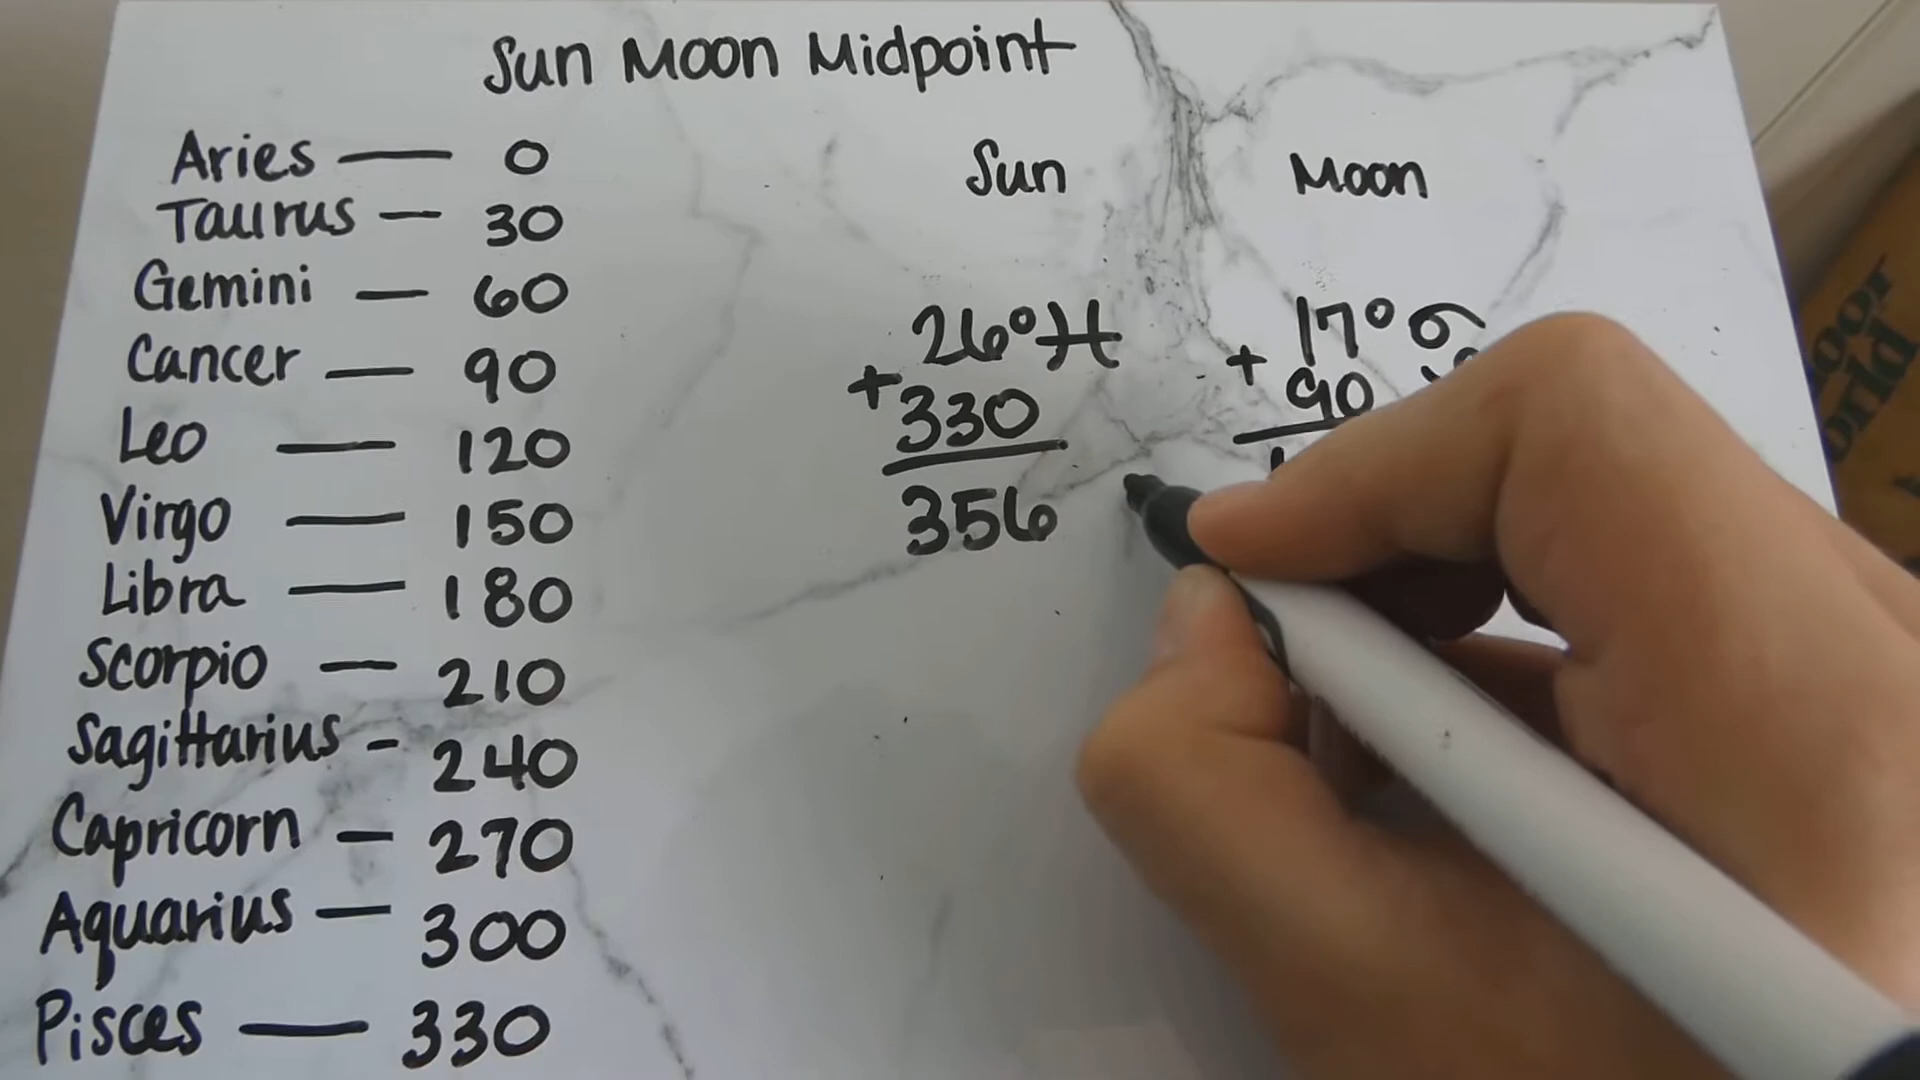 Sun Moon Midpoint
Aries — 0
Taurus — 30
Gemini — 60
Cancer — 90
Leo — 120
Virgo — 150
Libra — 180
Scorpio — 210
Sagittarius - 240
Capricorn — 270
Aquarius — 300
Pisces — 330
Sun
26°♓
+330
356
Moon
17°♋
+ 90